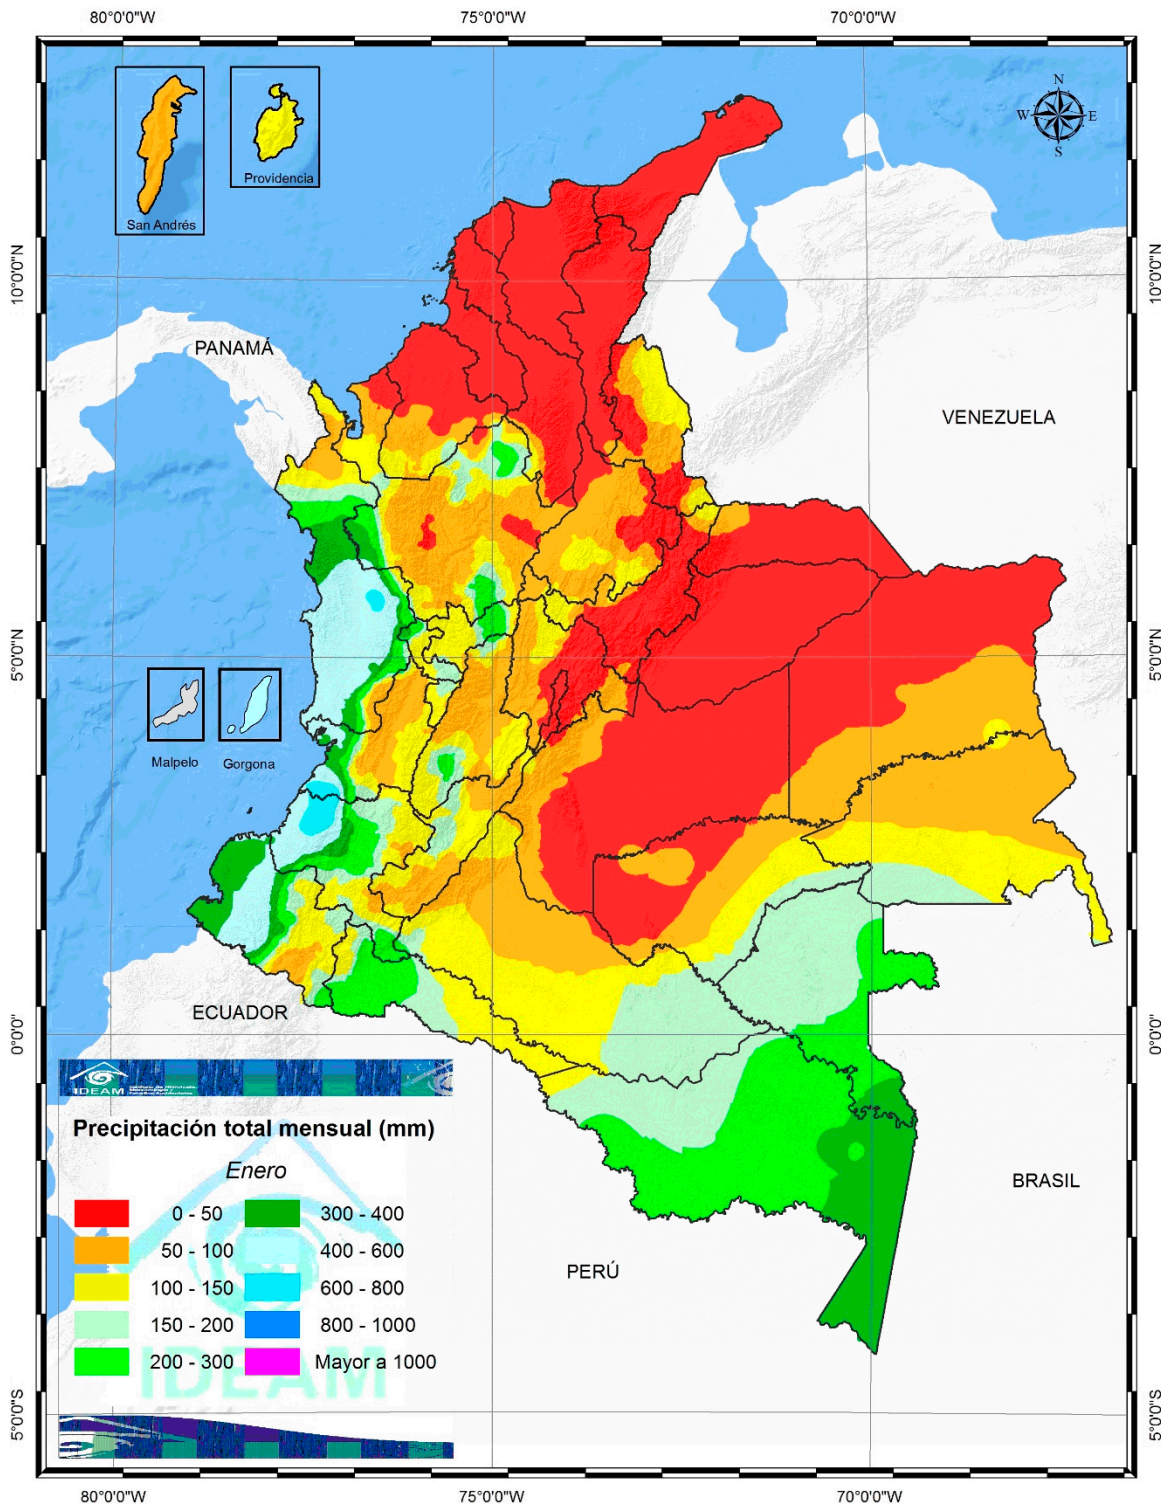 80°0'0"W 75°0'0"W 70°0'0"W
N
W E
S
San Andrés
Providencia
10°0'0"N 10°0'0"N
PANAMÁ
VENEZUELA
5°0'0"N 5°0'0"N
Malpelo
Gorgona
ECUADOR
0°0'0" 0°0'0"
IDEAM
Precipitación total mensual (mm)
Enero
0 - 50
50 - 100
100 - 150
150 - 200
200 - 300
300 - 400
400 - 600
600 - 800
800 - 1000
Mayor a 1000
IDEAM
BRASIL
PERÚ
5°0'0"S 5°0'0"S
80°0'0"W 75°0'0"W 70°0'0"W